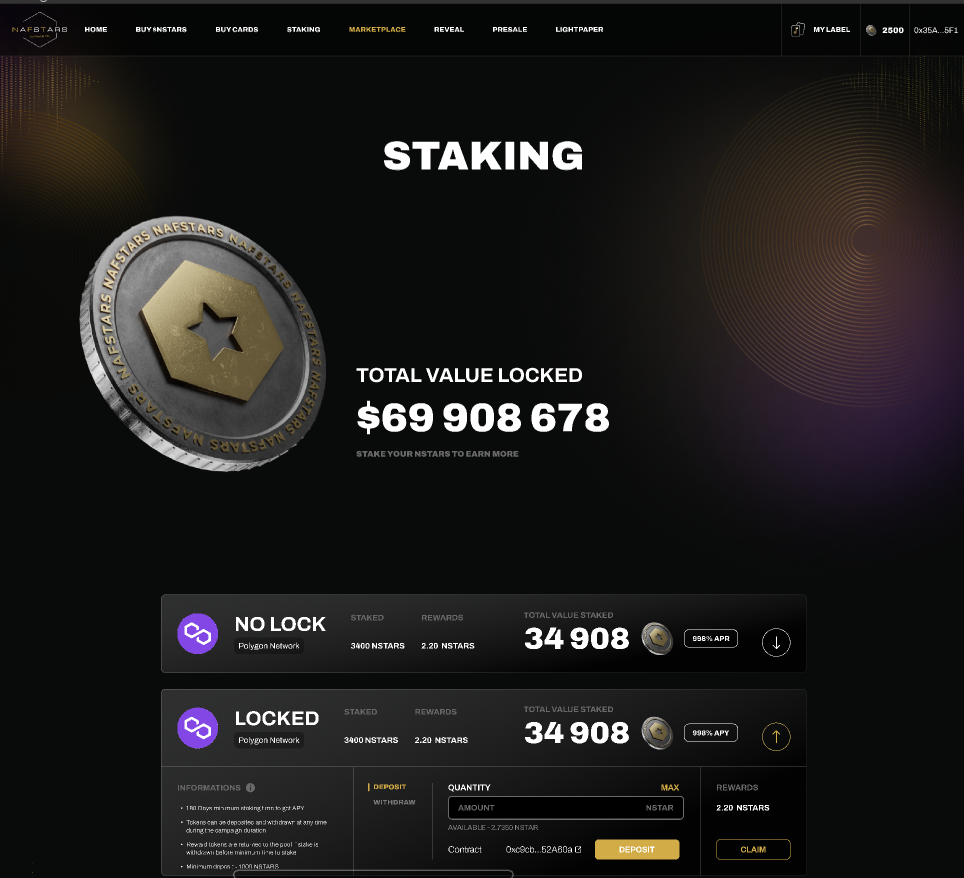 NAFSTARS
HOME BUY $NSTARS BUY CARDS STAKING MARKETPLACE REVEAL PRESALE LIGHTPAPER MY LABEL 2500 0x35A...5F1
STAKING
NAFSTARS NAFSTARS NAFSTARS NAFSTARS NAFSTARS NAFSTARS
TOTAL VALUE LOCKED
$69 908 678
STAKE YOUR NSTARS TO EARN MORE
NO LOCK
Polygon Network
STAKED
3400 NSTARS
REWARDS
2.20 NSTARS
TOTAL VALUE STAKED
34 908
998% APR
LOCKED
Polygon Network
STAKED
3400 NSTARS
REWARDS
2.20 NSTARS
TOTAL VALUE STAKED
34 908
998% APY
INFORMATIONS i
• 180 Days minimum staking time to get APY
• Tokens can be deposited and withdrawn at any time
during the campaign duration
• Reward tokens are returned to the pool if stake is
withdrawn before minimum time to stake
• Minimum deposit - 1000 NSTARS
DEPOSIT
WITHDRAW
QUANTITY MAX
AMOUNT NSTAR
AVAILABLE - 2.7350 NSTAR
Contract 0xc9cb...52A60a
DEPOSIT
REWARDS
2.20 NSTARS
CLAIM